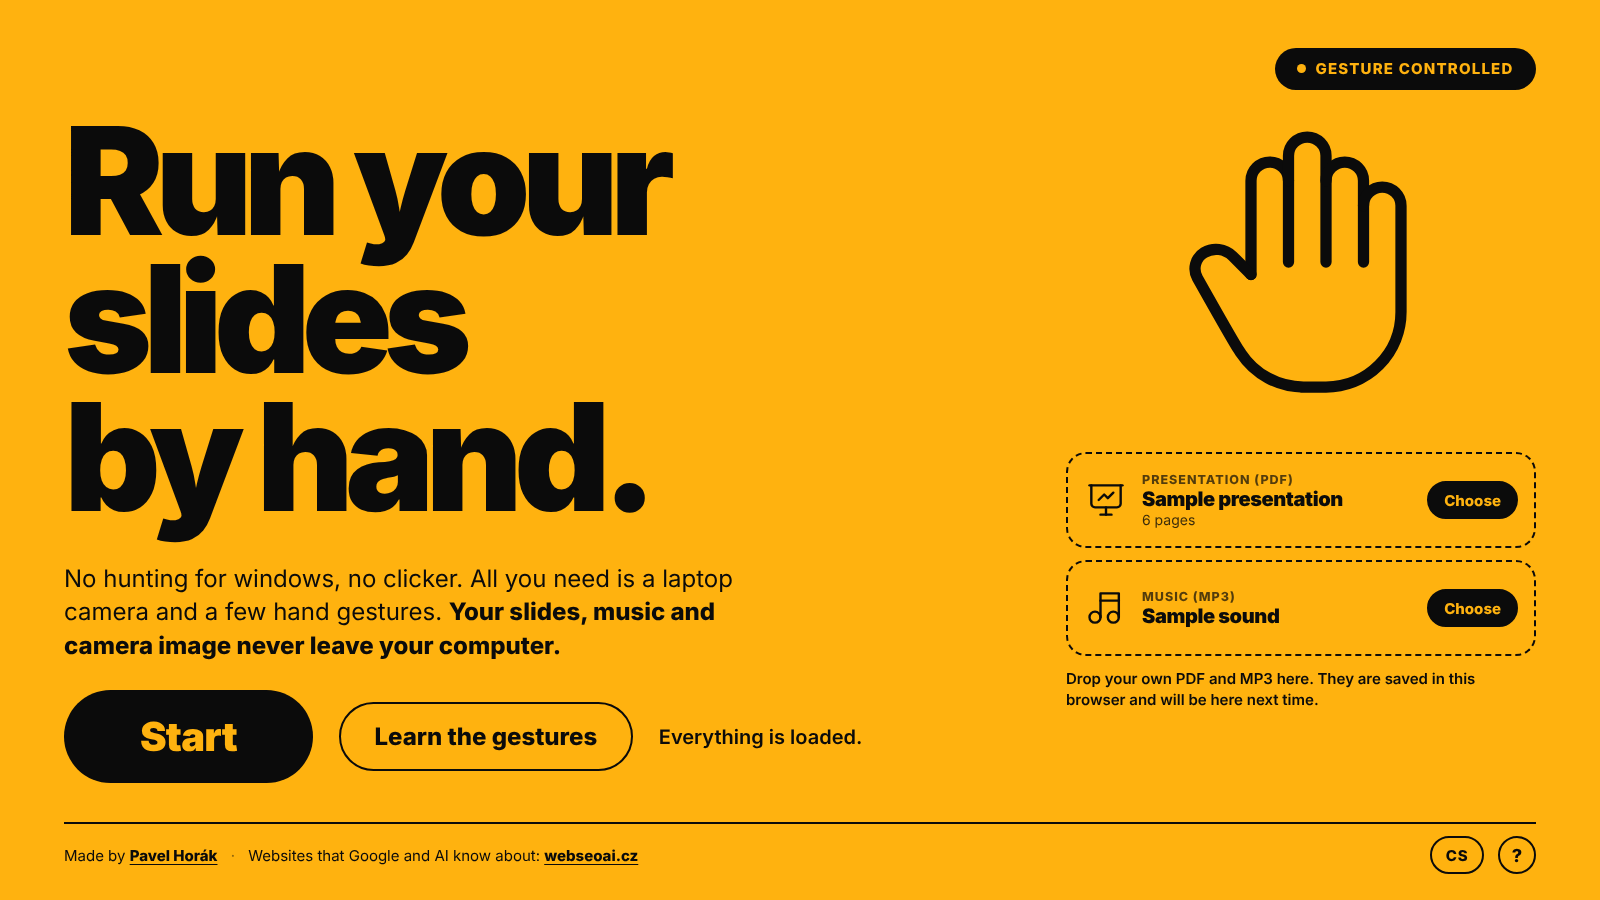 GESTURE CONTROLLED
Run your
slides
by hand.
No hunting for windows, no clicker. All you need is a laptop
camera and a few hand gestures. Your slides, music and
camera image never leave your computer.
Start
Learn the gestures
Everything is loaded.
PRESENTATION (PDF)
Sample presentation
6 pages
Choose
MUSIC (MP3)
Sample sound
Choose
Drop your own PDF and MP3 here. They are saved in this
browser and will be here next time.
Made by Pavel Horák · Websites that Google and AI know about: webseoai.cz
CS
?